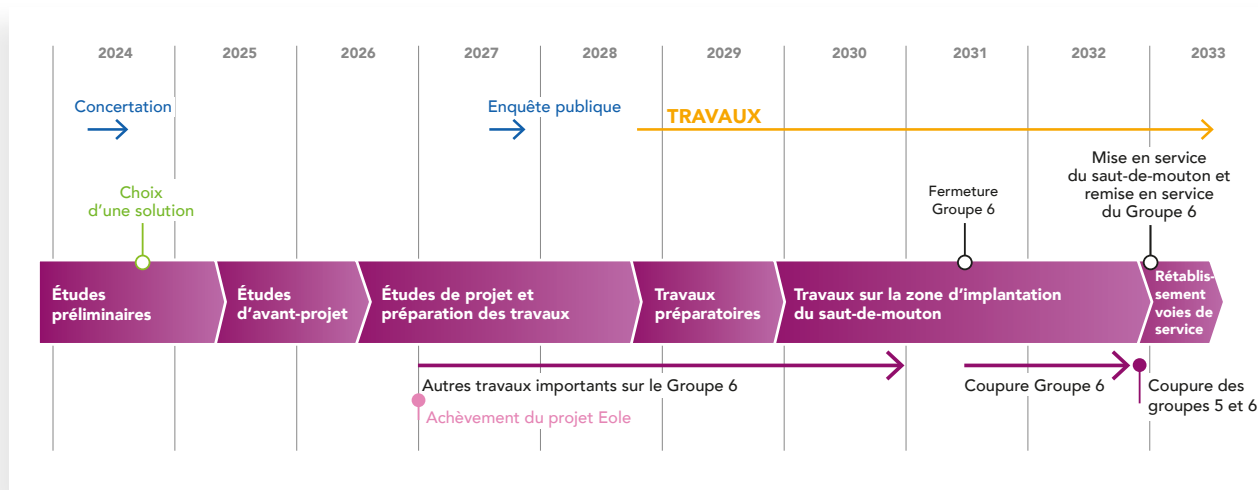 2024 2025 2026 2027 2028 2029 2030 2031 2032 2033
Concertation
Enquête publique
TRAVAUX
Choix
d’une solution
Fermeture
Groupe 6
Mise en service
du saut-de-mouton et
remise en service
du Groupe 6
Études
préliminaires
Études
d’avant-projet
Études de projet et
préparation des travaux
Travaux
préparatoires
Travaux sur la zone d’implantation
du saut-de-mouton
Rétablis-
sement
voies de
service
Autres travaux importants sur le Groupe 6
Achèvement du projet Eole
Coupure Groupe 6
Coupure des
groupes 5 et 6